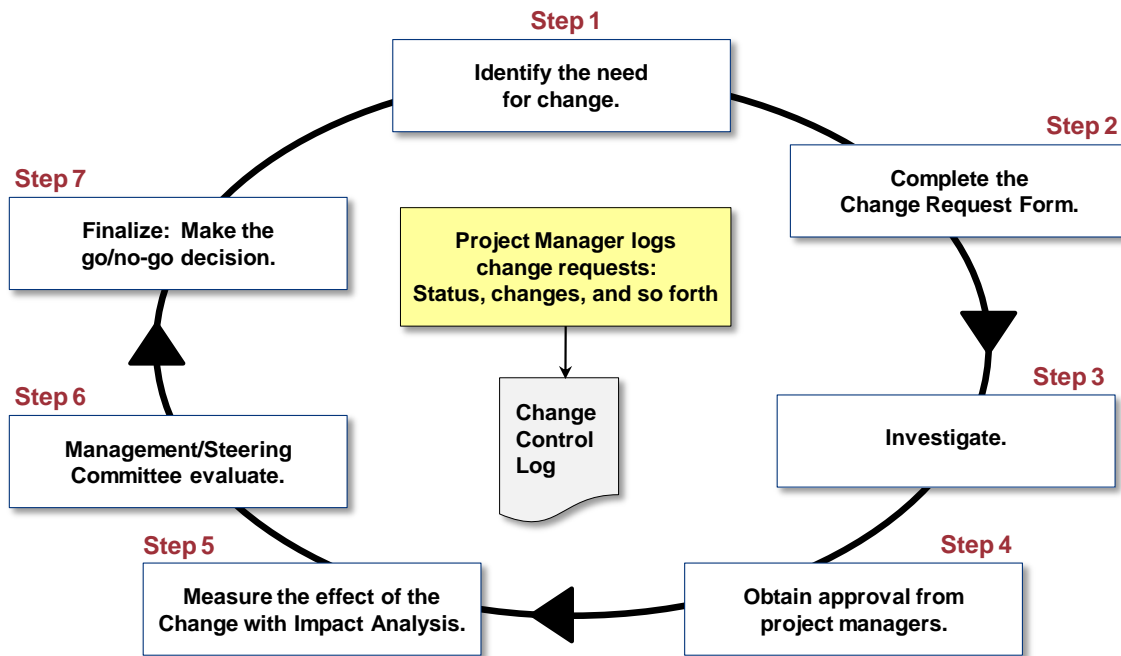 Step 1
Identify the need
for change.
Step 2
Complete the
Change Request Form.
Step 3
Investigate.
Step 4
Obtain approval from
project managers.
Step 5
Measure the effect of the
Change with Impact Analysis.
Step 6
Management/Steering
Committee evaluate.
Step 7
Finalize: Make the
go/no-go decision.
Project Manager logs
change requests:
Status, changes, and so forth
Change
Control
Log